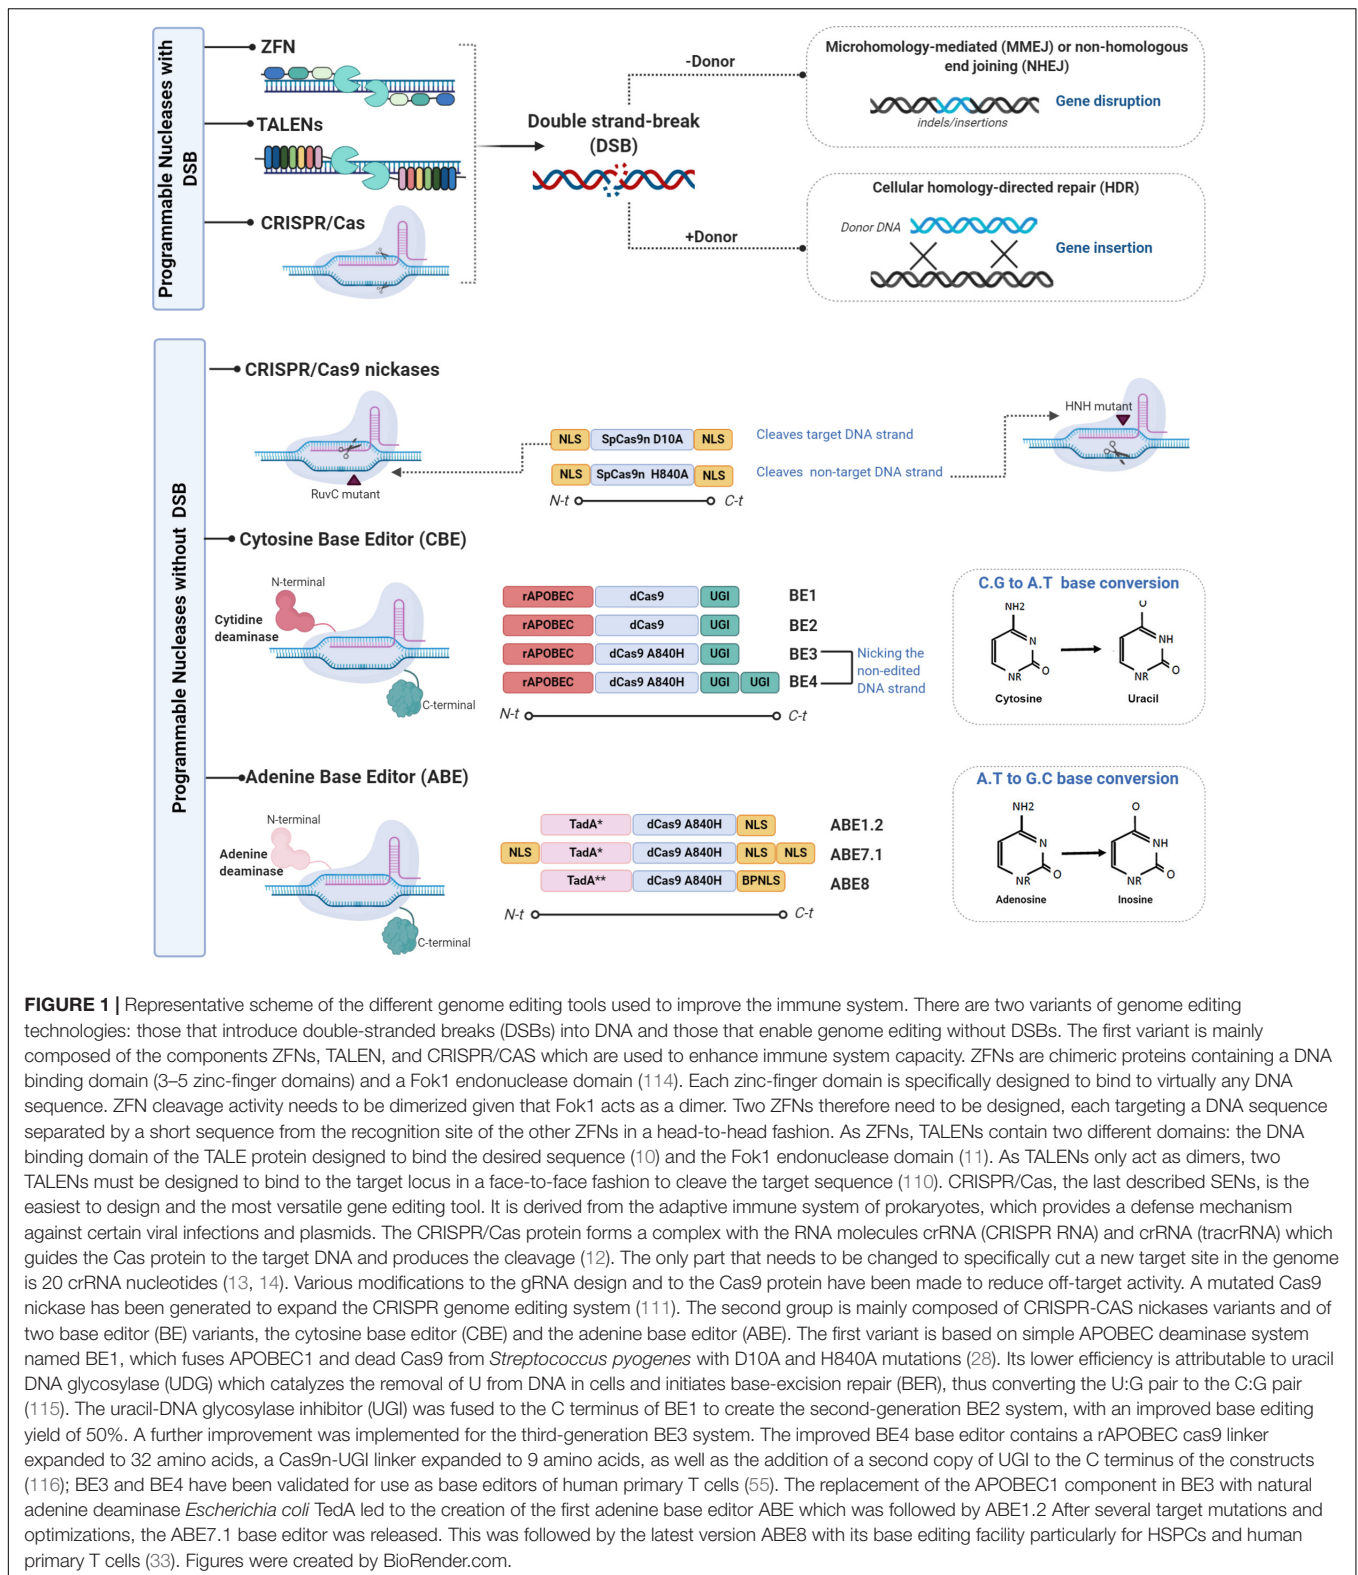 Programmable Nucleases with
DSB
ZFN
TALENs
CRISPR/Cas
Double strand-break
(DSB)
-Donor
+Donor
Microhomology-mediated (MMEJ) or non-homologous
end joining (NHEJ)
Gene disruption
indels/insertions
Cellular homology-directed repair (HDR)
Donor DNA
Gene insertion
Programmable Nucleases without DSB
CRISPR/Cas9 nickases
RuvC mutant
NLS SpCas9n D10A NLS
Cleaves target DNA strand
NLS SpCas9n H840A NLS
Cleaves non-target DNA strand
N-t C-t
HNH mutant
Cytosine Base Editor (CBE)
N-terminal
Cytidine
deaminase
C-terminal
rAPOBEC dCas9 UGI BE1
rAPOBEC dCas9 UGI BE2
rAPOBEC dCas9 A840H UGI BE3
rAPOBEC dCas9 A840H UGI UGI BE4
Nicking the
non-edited
DNA strand
N-t C-t
C.G to A.T base conversion
NH2
N
O
NR
Cytosine
O
NH
O
NR
Uracil
Adenine Base Editor (ABE)
N-terminal
Adenine
deaminase
C-terminal
TadA* dCas9 A840H NLS ABE1.2
NLS TadA* dCas9 A840H NLS NLS ABE7.1
TadA** dCas9 A840H BPNLS ABE8
N-t C-t
A.T to G.C base conversion
NH2
N
O
NR
Adenosine
O
NH
O
NR
Inosine
FIGURE 1 | Representative scheme of the different genome editing tools used to improve the immune system. There are two variants of genome editing
technologies: those that introduce double-stranded breaks (DSBs) into DNA and those that enable genome editing without DSBs. The first variant is mainly
composed of the components ZFNs, TALEN, and CRISPR/CAS which are used to enhance immune system capacity. ZFNs are chimeric proteins containing a DNA
binding domain (3–5 zinc-finger domains) and a Fok1 endonuclease domain (114). Each zinc-finger domain is specifically designed to bind to virtually any DNA
sequence. ZFN cleavage activity needs to be dimerized given that Fok1 acts as a dimer. Two ZFNs therefore need to be designed, each targeting a DNA sequence
separated by a short sequence from the recognition site of the other ZFNs in a head-to-head fashion. As ZFNs, TALENs contain two different domains: the DNA
binding domain of the TALE protein designed to bind the desired sequence (10) and the Fok1 endonuclease domain (11). As TALENs only act as dimers, two
TALENs must be designed to bind to the target locus in a face-to-face fashion to cleave the target sequence (110). CRISPR/Cas, the last described SENs, is the
easiest to design and the most versatile gene editing tool. It is derived from the adaptive immune system of prokaryotes, which provides a defense mechanism
against certain viral infections and plasmids. The CRISPR/Cas protein forms a complex with the RNA molecules crRNA (CRISPR RNA) and crRNA (tracrRNA) which
guides the Cas protein to the target DNA and produces the cleavage (12). The only part that needs to be changed to specifically cut a new target site in the genome
is 20 crRNA nucleotides (13, 14). Various modifications to the gRNA design and to the Cas9 protein have been made to reduce off-target activity. A mutated Cas9
nickase has been generated to expand the CRISPR genome editing system (111). The second group is mainly composed of CRISPR-CAS nickases variants and of
two base editor (BE) variants, the cytosine base editor (CBE) and the adenine base editor (ABE). The first variant is based on simple APOBEC deaminase system
named BE1, which fuses APOBEC1 and dead Cas9 from Streptococcus pyogenes with D10A and H840A mutations (28). Its lower efficiency is attributable to uracil
DNA glycosylase (UDG) which catalyzes the removal of U from DNA in cells and initiates base-excision repair (BER), thus converting the U:G pair to the C:G pair
(115). The uracil-DNA glycosylase inhibitor (UGI) was fused to the C terminus of BE1 to create the second-generation BE2 system, with an improved base editing
yield of 50%. A further improvement was implemented for the third-generation BE3 system. The improved BE4 base editor contains a rAPOBEC cas9 linker
expanded to 32 amino acids, a Cas9n-UGI linker expanded to 9 amino acids, as well as the addition of a second copy of UGI to the C terminus of the constructs
(116); BE3 and BE4 have been validated for use as base editors of human primary T cells (55). The replacement of the APOBEC1 component in BE3 with natural
adenine deaminase Escherichia coli TedA led to the creation of the first adenine base editor ABE which was followed by ABE1.2 After several target mutations and
optimizations, the ABE7.1 base editor was released. This was followed by the latest version ABE8 with its base editing facility particularly for HSPCs and human
primary T cells (33). Figures were created by BioRender.com.